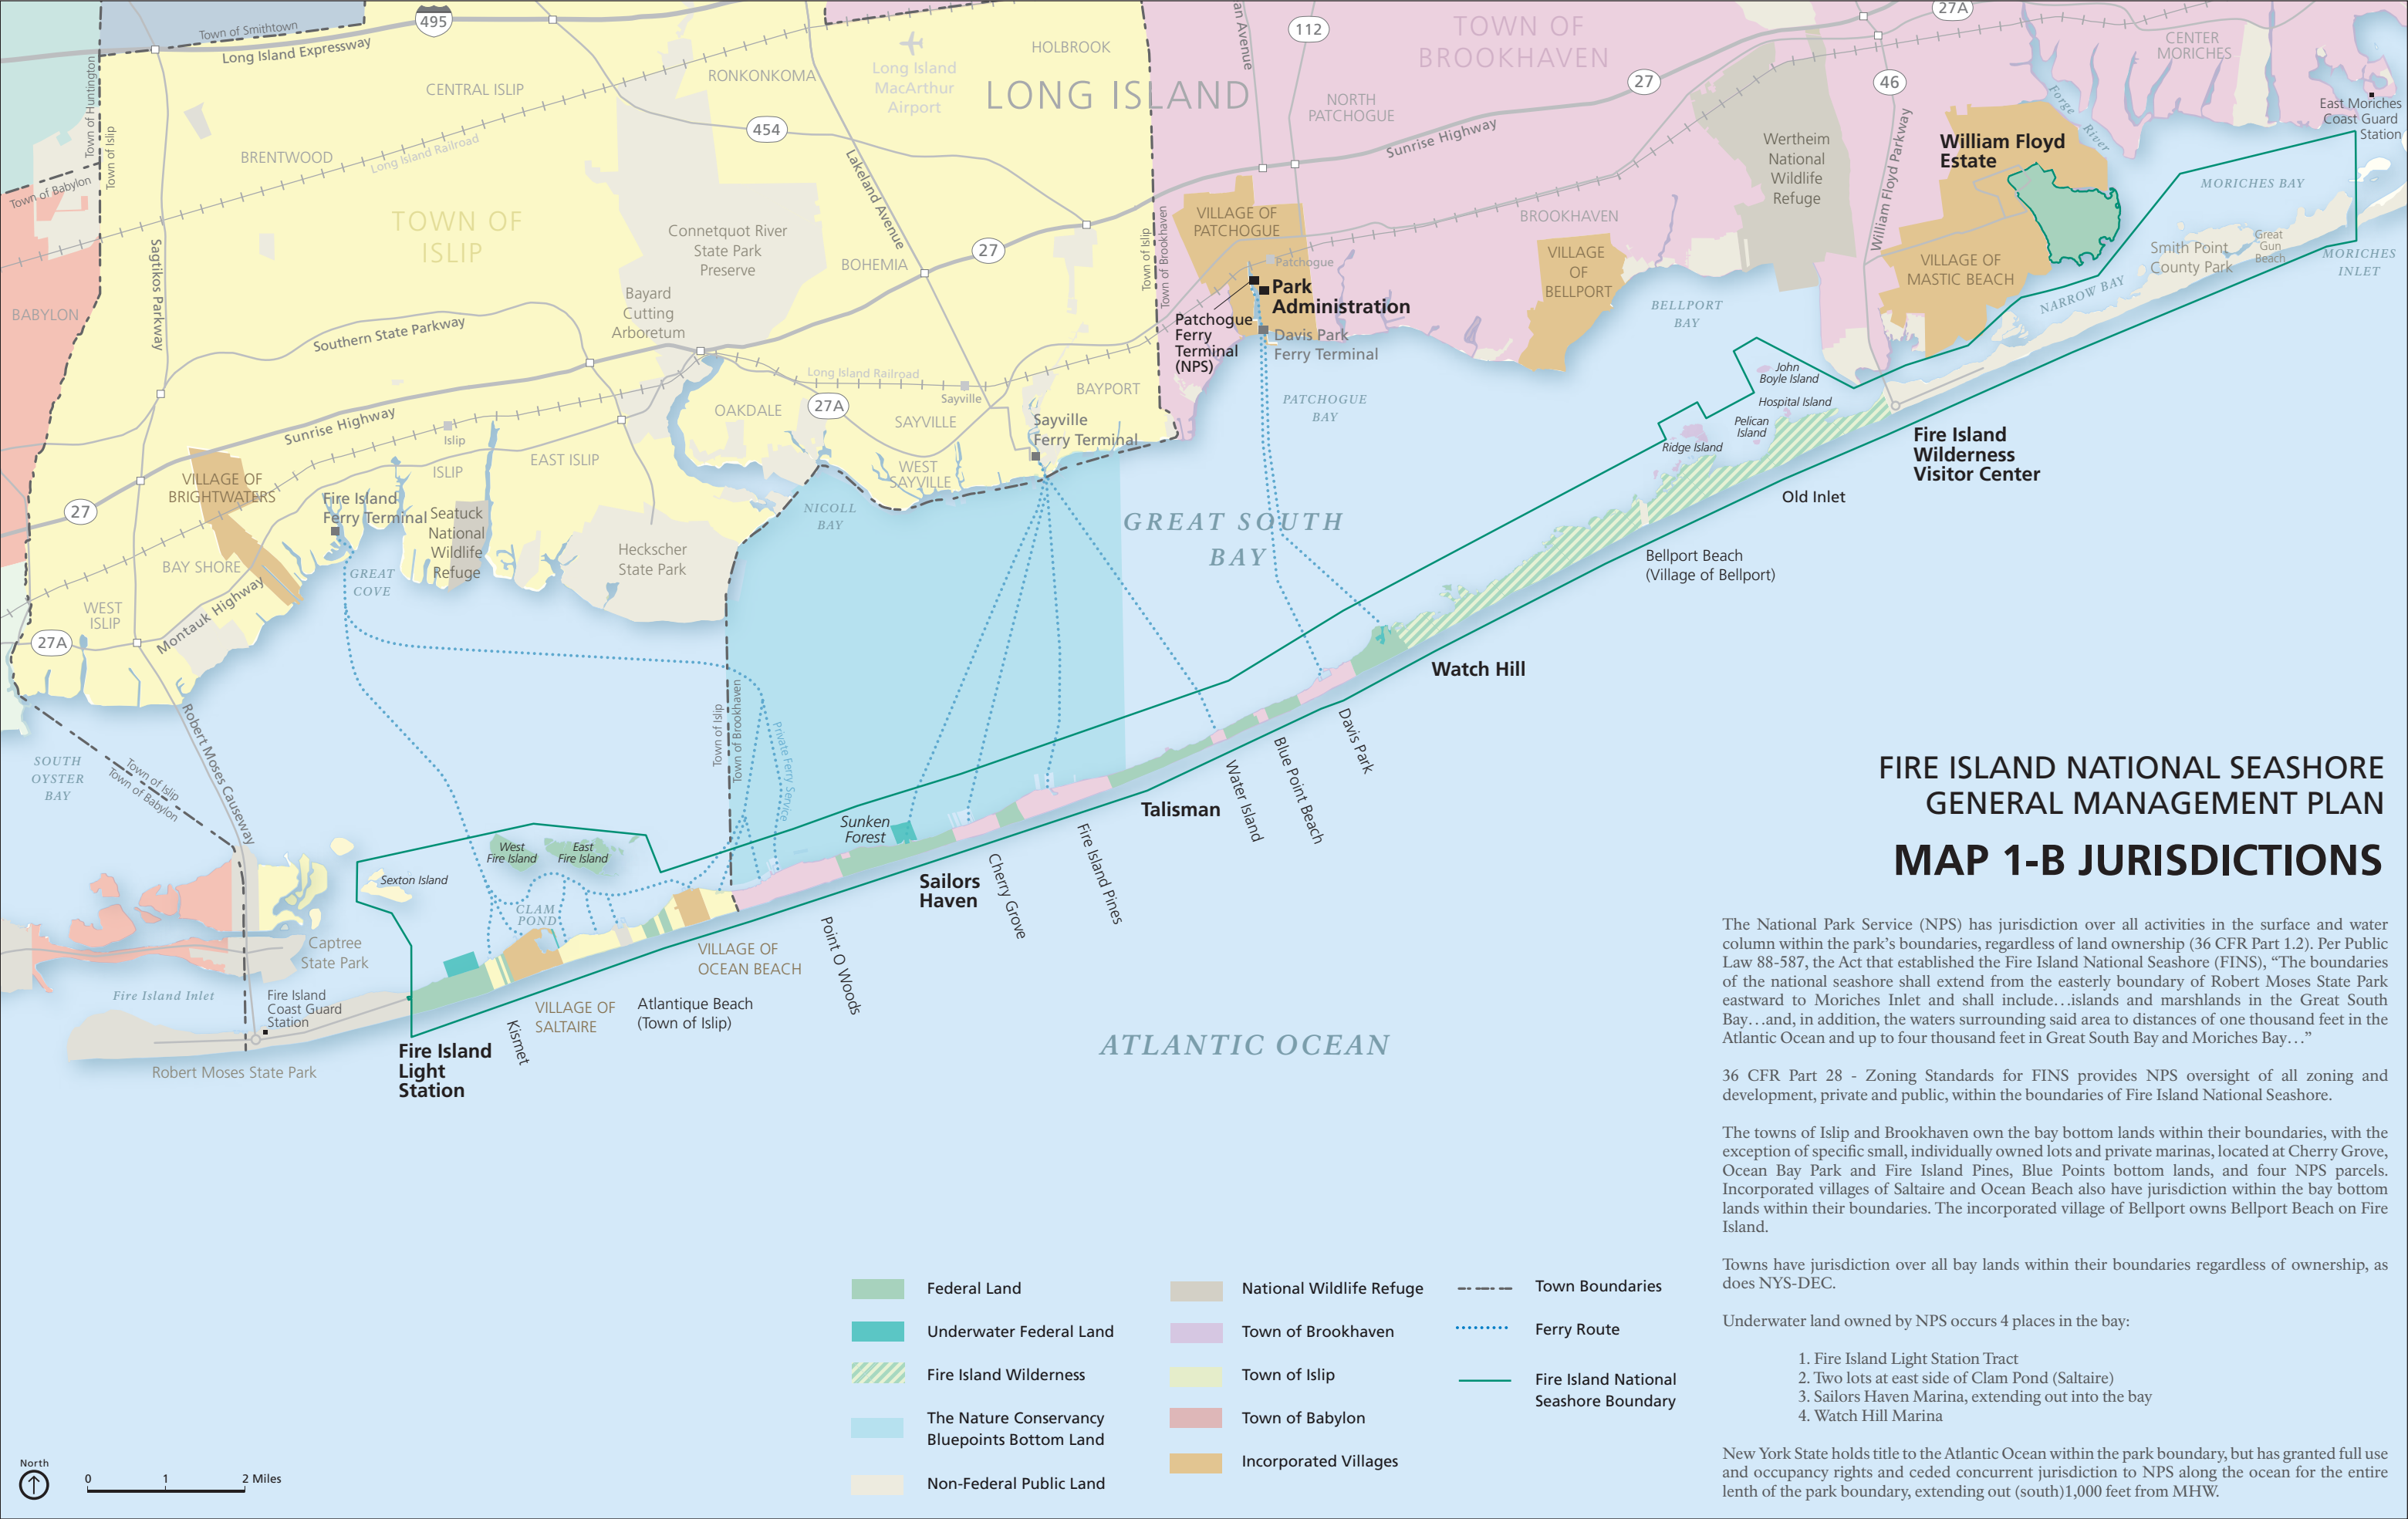 Town of Smithtown
495
Long Island Expressway
Town of Huntington
Town of Islip
Town of Babylon
BRENTWOOD
CENTRAL ISLIP
Long Island Railroad
RONKONKOMA
Long Island
MacArthur
Airport
HOLBROOK
LONG ISLAND
454
Lakeland Avenue
TOWN OF
ISLIP
Sagtikos Parkway
BABYLON
Connetquot River
State Park
Preserve
BOHEMIA
27
Bayard
Cutting
Arboretum
Southern State Parkway
Long Island Railroad
Sayville
BAYPORT
OAKDALE
27A
SAYVILLE
Sayville
Ferry Terminal
WEST
SAYVILLE
Sunrise Highway
Islip
ISLIP
EAST ISLIP
VILLAGE OF
BRIGHTWATERS
Fire Island
Ferry Terminal
Seatuck
National
Wildlife
Refuge
Heckscher
State Park
27
BAY SHORE
GREAT
COVE
WEST
ISLIP
Montauk Highway
27A
NICOLL
BAY
112
TOWN OF
BROOKHAVEN
27A
CENTER
MORICHES
27
46
NORTH
PATCHOGUE
Sunrise Highway
Town of Islip
Town of Brookhaven
VILLAGE OF
PATCHOGUE
Patchogue
Park
Administration
Patchogue
Ferry
Terminal
(NPS)
Davis Park
Ferry Terminal
BROOKHAVEN
VILLAGE
OF
BELLPORT
Wertheim
National
Wildlife
Refuge
William Floyd Parkway
William Floyd
Estate
Forge River
VILLAGE OF
MASTIC BEACH
East Moriches
Coast Guard
Station
MORICHES BAY
Smith Point
County Park
Great
Gun
Beach
MORICHES
INLET
NARROW BAY
BELLPORT
BAY
PATCHOGUE
BAY
GREAT SOUTH
BAY
John
Boyle Island
Hospital Island
Pelican
Island
Ridge Island
Fire Island
Wilderness
Visitor Center
Old Inlet
Bellport Beach
(Village of Bellport)
Watch Hill
Davis Park
Blue Point Beach
Water Island
Talisman
Fire Island Pines
Cherry Grove
Sailors
Haven
Sunken
Forest
Point O Woods
Town of Islip
Town of Brookhaven
Private Ferry Service
SOUTH
OYSTER
BAY
Town of Islip
Town of Babylon
Robert Moses Causeway
West
Fire Island
East
Fire Island
Sexton Island
CLAM
POND
Captree
State Park
Fire Island Inlet
Fire Island
Coast Guard
Station
Robert Moses State Park
VILLAGE OF
OCEAN BEACH
Atlantique Beach
(Town of Islip)
VILLAGE OF
SALTAIRE
Kismet
Fire Island
Light
Station
ATLANTIC OCEAN
FIRE ISLAND NATIONAL SEASHORE
GENERAL MANAGEMENT PLAN
MAP 1-B JURISDICTIONS
The National Park Service (NPS) has jurisdiction over all activities in the surface and water
column within the park's boundaries, regardless of land ownership (36 CFR Part 1.2). Per Public
Law 88-587, the Act that established the Fire Island National Seashore (FINS), “The boundaries
of the national seashore shall extend from the easterly boundary of Robert Moses State Park
eastward to Moriches Inlet and shall include…islands and marshlands in the Great South
Bay…and, in addition, the waters surrounding said area to distances of one thousand feet in the
Atlantic Ocean and up to four thousand feet in Great South Bay and Moriches Bay…”
36 CFR Part 28 - Zoning Standards for FINS provides NPS oversight of all zoning and
development, private and public, within the boundaries of Fire Island National Seashore.
The towns of Islip and Brookhaven own the bay bottom lands within their boundaries, with the
exception of specific small, individually owned lots and private marinas, located at Cherry Grove,
Ocean Bay Park and Fire Island Pines, Blue Points bottom lands, and four NPS parcels.
Incorporated villages of Saltaire and Ocean Beach also have jurisdiction within the bay bottom
lands within their boundaries. The incorporated village of Bellport owns Bellport Beach on Fire
Island.
Towns have jurisdiction over all bay lands within their boundaries regardless of ownership, as
does NYS-DEC.
Underwater land owned by NPS occurs 4 places in the bay:
1. Fire Island Light Station Tract
2. Two lots at east side of Clam Pond (Saltaire)
3. Sailors Haven Marina, extending out into the bay
4. Watch Hill Marina
New York State holds title to the Atlantic Ocean within the park boundary, but has granted full use
and occupancy rights and ceded concurrent jurisdiction to NPS along the ocean for the entire
lenth of the park boundary, extending out (south)1,000 feet from MHW.
Federal Land
Underwater Federal Land
Fire Island Wilderness
The Nature Conservancy
Bluepoints Bottom Land
Non-Federal Public Land
National Wildlife Refuge
Town of Brookhaven
Town of Islip
Town of Babylon
Incorporated Villages
Town Boundaries
Ferry Route
Fire Island National
Seashore Boundary
North
0 1 2 Miles